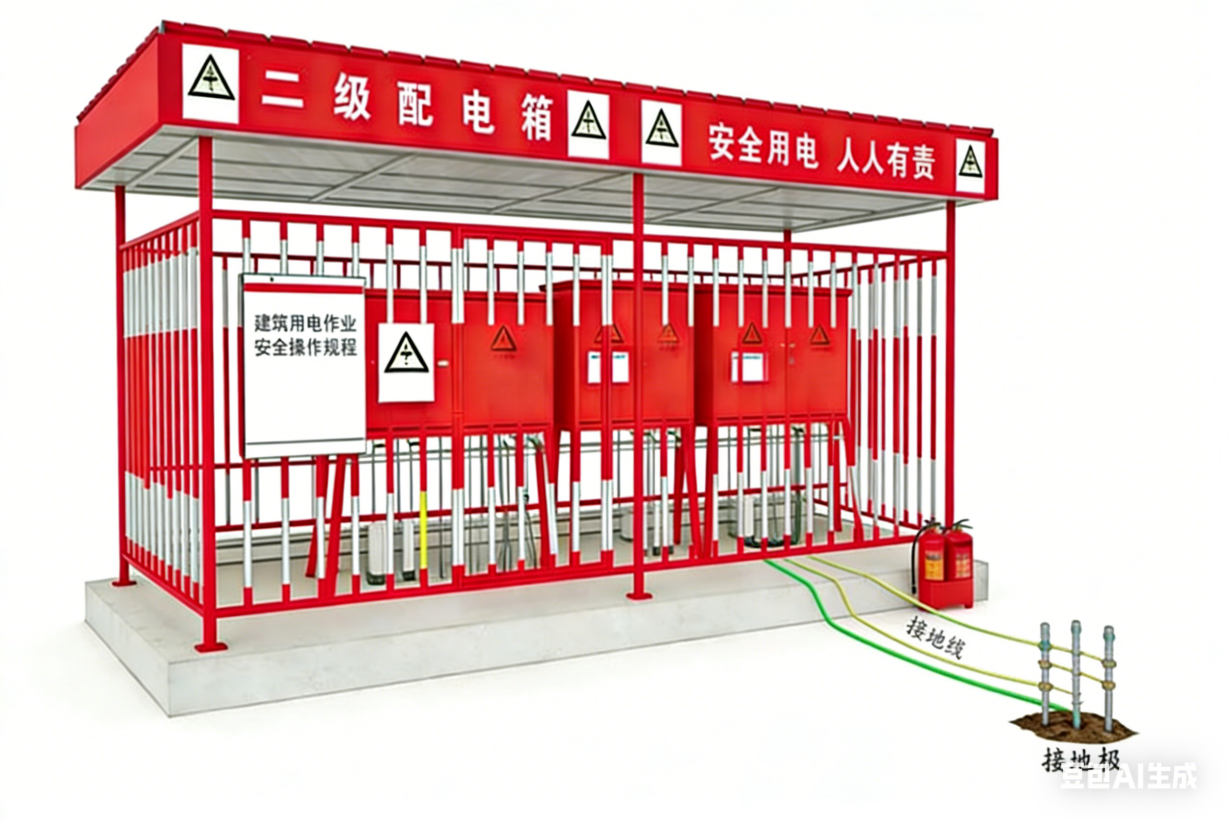 二级配电箱
安全用电 人人有责
建筑用电作业
安全操作规程
接地线
接地极
豆包AI生成